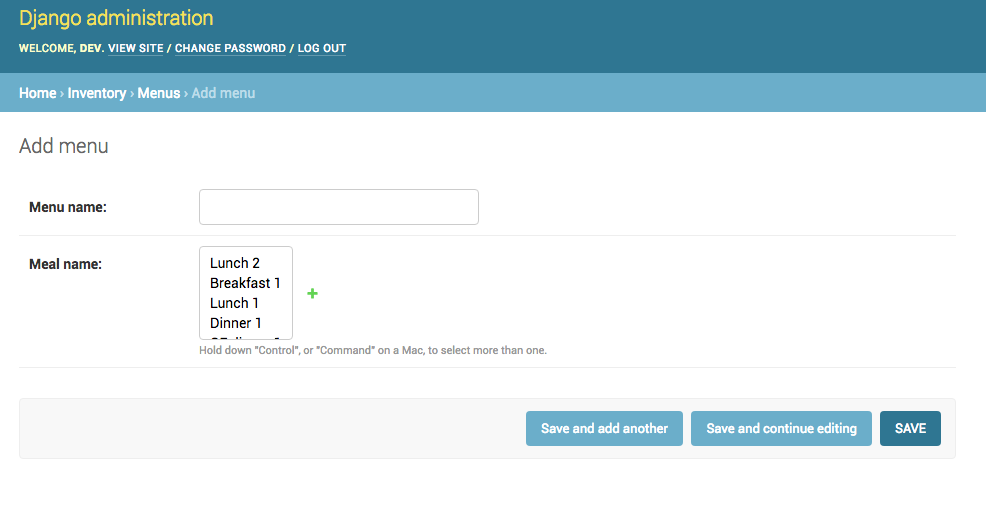 Django administration
WELCOME, DEV. VIEW SITE / CHANGE PASSWORD / LOG OUT
Home › Inventory › Menus › Add menu
Add menu
Menu name:
Meal name:
Lunch 2
Breakfast 1
Lunch 1
Dinner 1
Hold down "Control", or "Command" on a Mac, to select more than one.
Save and add another
Save and continue editing
SAVE